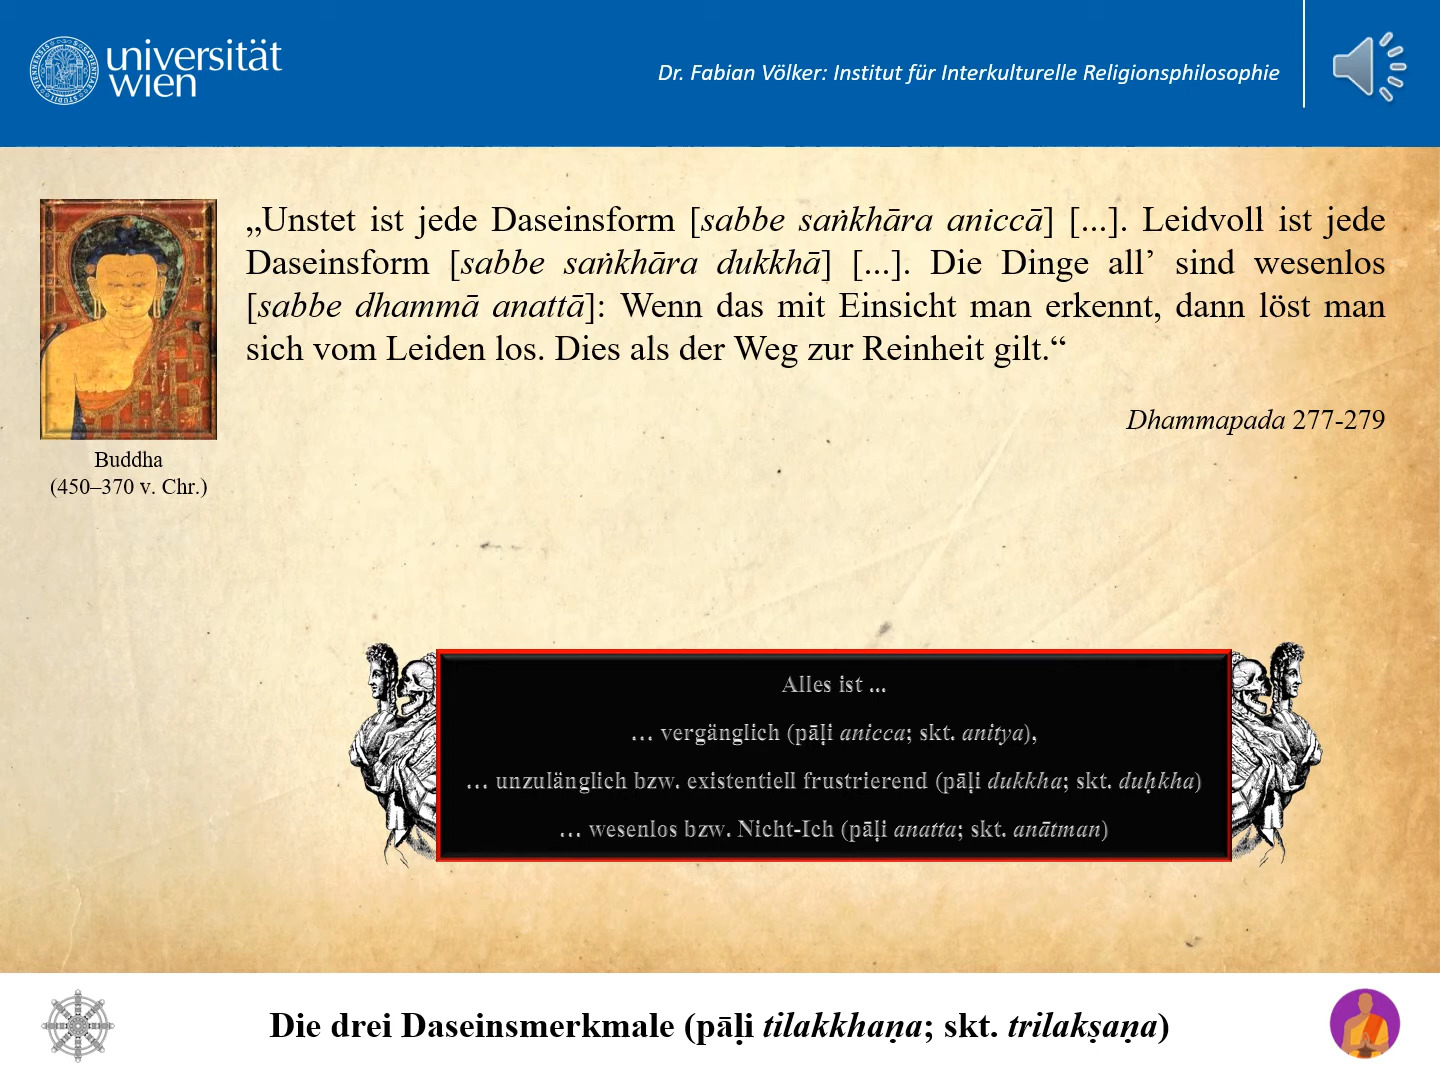 universität
wien
Dr. Fabian Völker: Institut für Interkulturelle Religionsphilosophie
„Unstet ist jede Daseinsform [sabbe saṅkhāra aniccā] [...]. Leidvoll ist jede
Daseinsform [sabbe saṅkhāra dukkhā] [...]. Die Dinge all’ sind wesenlos
[sabbe dhammā anattā]: Wenn das mit Einsicht man erkennt, dann löst man
sich vom Leiden los. Dies als der Weg zur Reinheit gilt.“
Dhammapada 277-279
Buddha
(450–370 v. Chr.)
Alles ist ...
… vergänglich (pāḷi anicca; skt. anitya),
… unzulänglich bzw. existentiell frustrierend (pāḷi dukkha; skt. duḥkha)
… wesenlos bzw. Nicht-Ich (pāḷi anatta; skt. anātman)
Die drei Daseinsmerkmale (pāḷi tilakkhaṇa; skt. trilakṣaṇa)